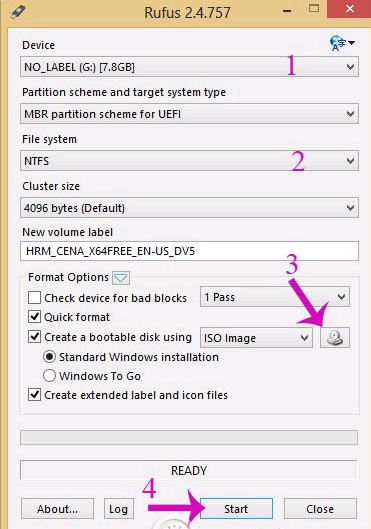 Rufus 2.4.757
Device
NO_LABEL (G:) [7.8GB]
1
Partition scheme and target system type
MBR partition scheme for UEFI
File system
NTFS
2
Cluster size
4096 bytes (Default)
New volume label
HRM_CENA_X64FREE_EN-US_DV5
3
Format Options
Check device for bad blocks
1 Pass
Quick format
Create a bootable disk using
ISO Image
Standard Windows installation
Windows To Go
Create extended label and icon files
READY
4
About...
Log
Start
Close